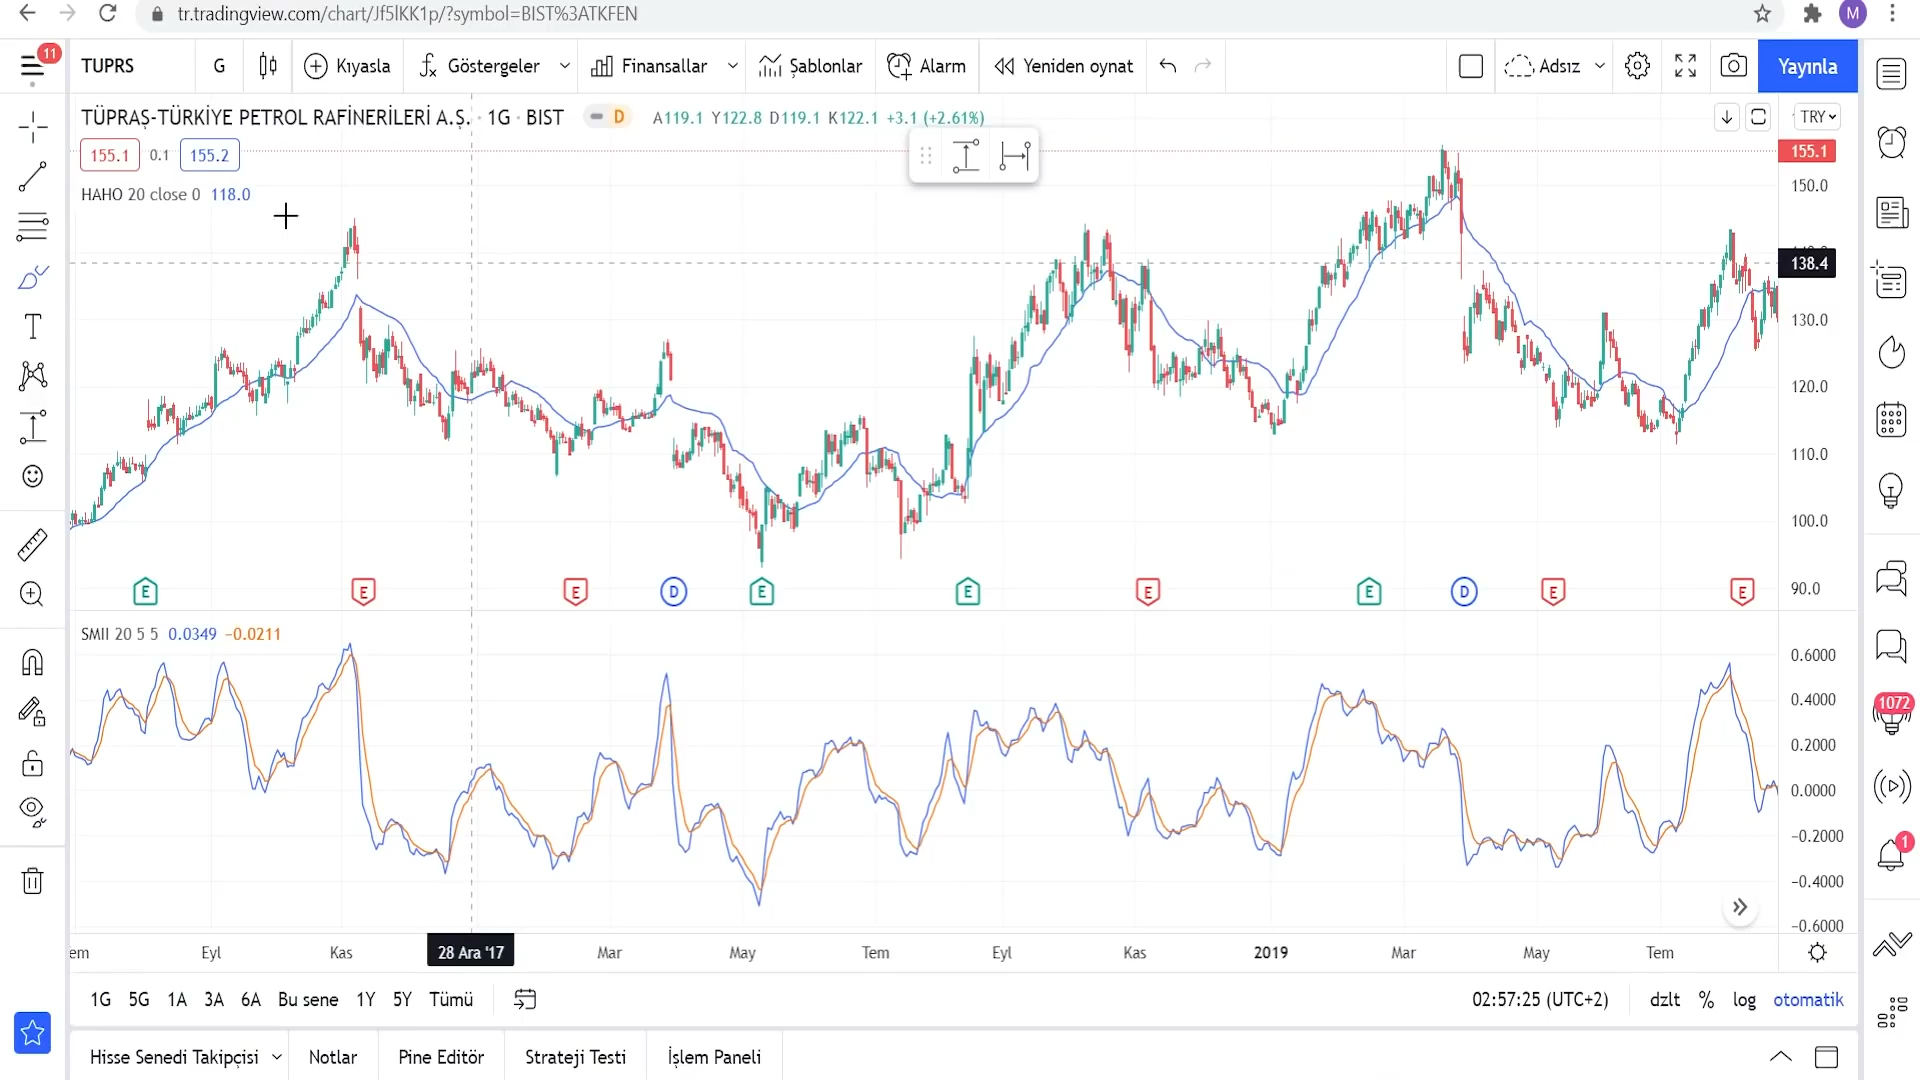 tr.tradingview.com/chart/Jf5lKK1p/?symbol=BIST%3ATKFEN
M
11
TUPRS
G
Kıyasla
Göstergeler
Finansallar
Şablonlar
Alarm
Yeniden oynat
Adsız
Yayınla
TÜPRAŞ-TÜRKİYE PETROL RAFİNERİLERİ A.Ş. · 1G · BIST
D
A119.1 Y122.8 D119.1 K122.1 +3.1 (+2.61%)
TRY
155.1
0.1
155.2
HAHO 20 close 0 118.0
155.1
150.0
138.4
130.0
120.0
110.0
100.0
90.0
E
E
E
D
E
E
E
E
D
E
E
SMII 20 5 5 0.0349 −0.0211
0.6000
0.4000
0.2000
0.0000
−0.2000
−0.4000
−0.6000
1072
1
em
Eyl
Kas
28 Ara '17
Mar
May
Tem
Eyl
Kas
2019
Mar
May
Tem
1G
5G
1A
3A
6A
Bu sene
1Y
5Y
Tümü
02:57:25 (UTC+2)
dzlt
%
log
otomatik
Hisse Senedi Takipçisi
Notlar
Pine Editör
Strateji Testi
İşlem Paneli